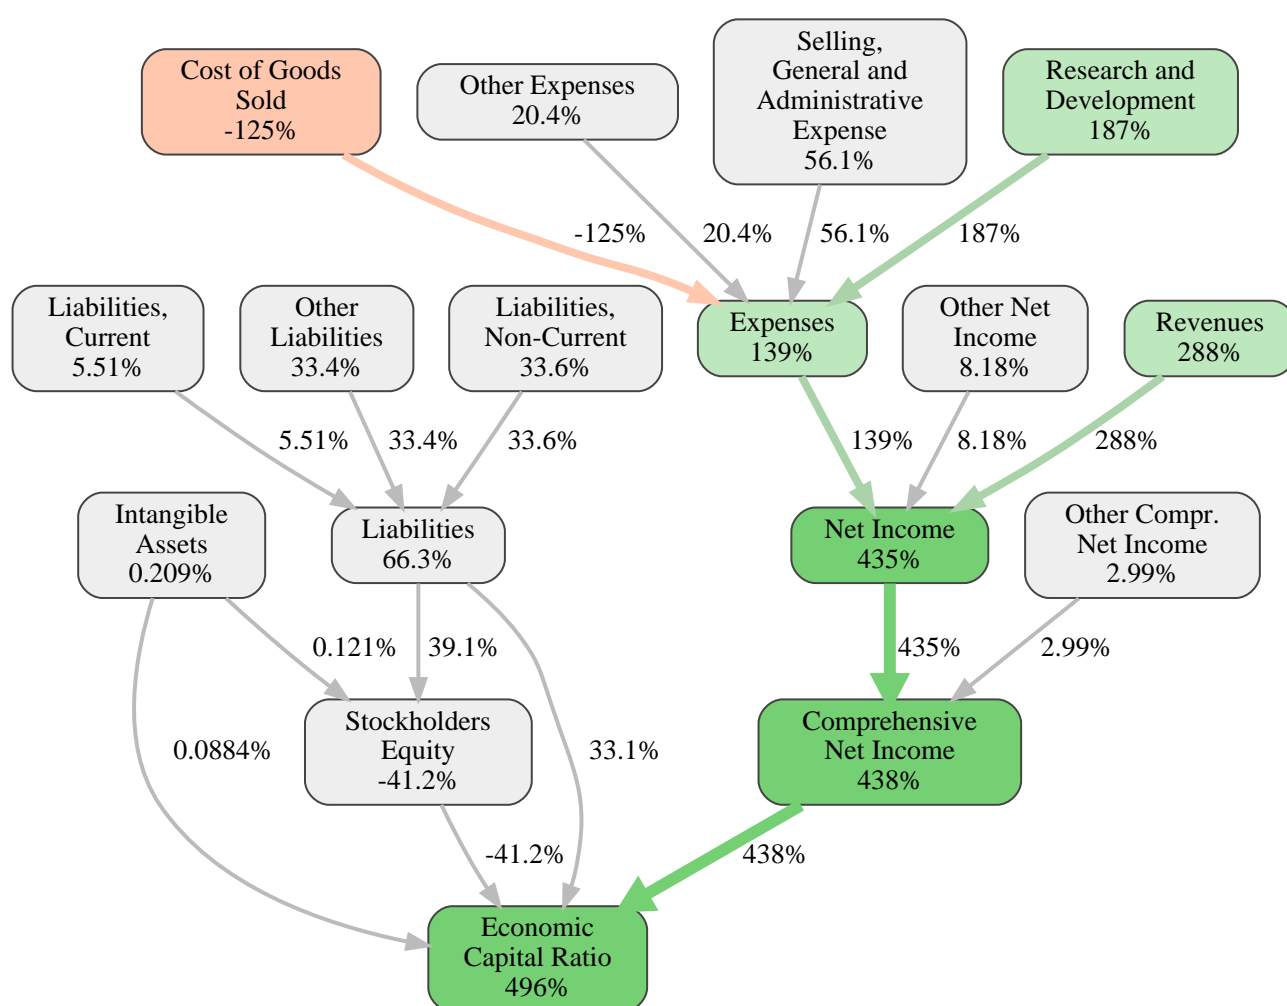 Cost of Goods
Sold
-125%
Other Expenses
20.4%
Selling,
General and
Administrative
Expense
56.1%
Research and
Development
187%
-125%
20.4%
56.1%
187%
Liabilities,
Current
5.51%
Other
Liabilities
33.4%
Liabilities,
Non-Current
33.6%
Expenses
139%
Other Net
Income
8.18%
Revenues
288%
5.51%
33.4%
33.6%
139%
8.18%
288%
Intangible
Assets
0.209%
Liabilities
66.3%
Net Income
435%
Other Compr.
Net Income
2.99%
0.121%
39.1%
435%
2.99%
0.0884%
Stockholders
Equity
-41.2%
33.1%
Comprehensive
Net Income
438%
-41.2%
438%
Economic
Capital Ratio
496%